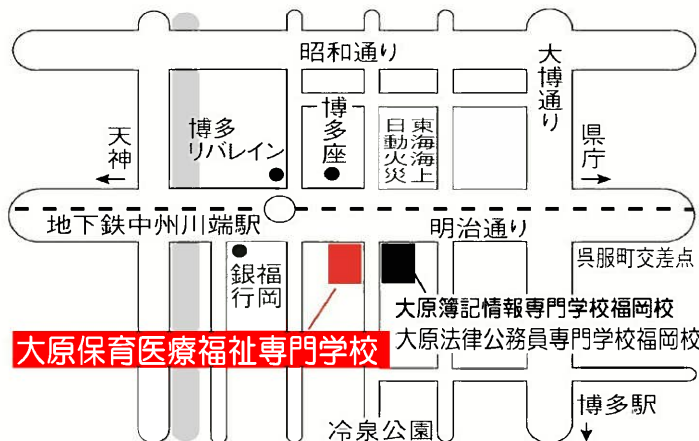 昭和通り
大博通り
天神
博多
リバレイン
博多座
東海海上
日動火災
県庁
地下鉄中州川端駅
明治通り
呉服町交差点
福岡
銀行
大原簿記情報専門学校福岡校
大原法律公務員専門学校福岡校
大原保育医療福祉専門学校
博多駅
冷泉公園